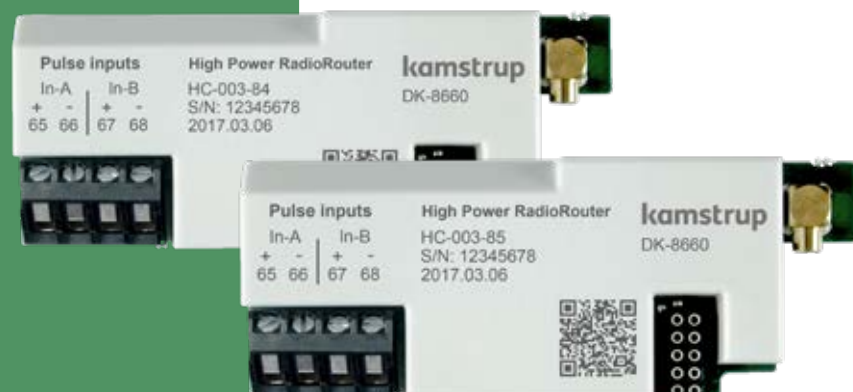 Pulse inputs
In-A In-B
+ - + -
65 66 67 68
High Power RadioRouter
HC-003-84
S/N: 12345678
2017.03.06
kamstrup
DK-8660
Pulse inputs
In-A In-B
+ - + -
65 66 67 68
High Power RadioRouter
HC-003-85
S/N: 12345678
2017.03.06
kamstrup
DK-8660